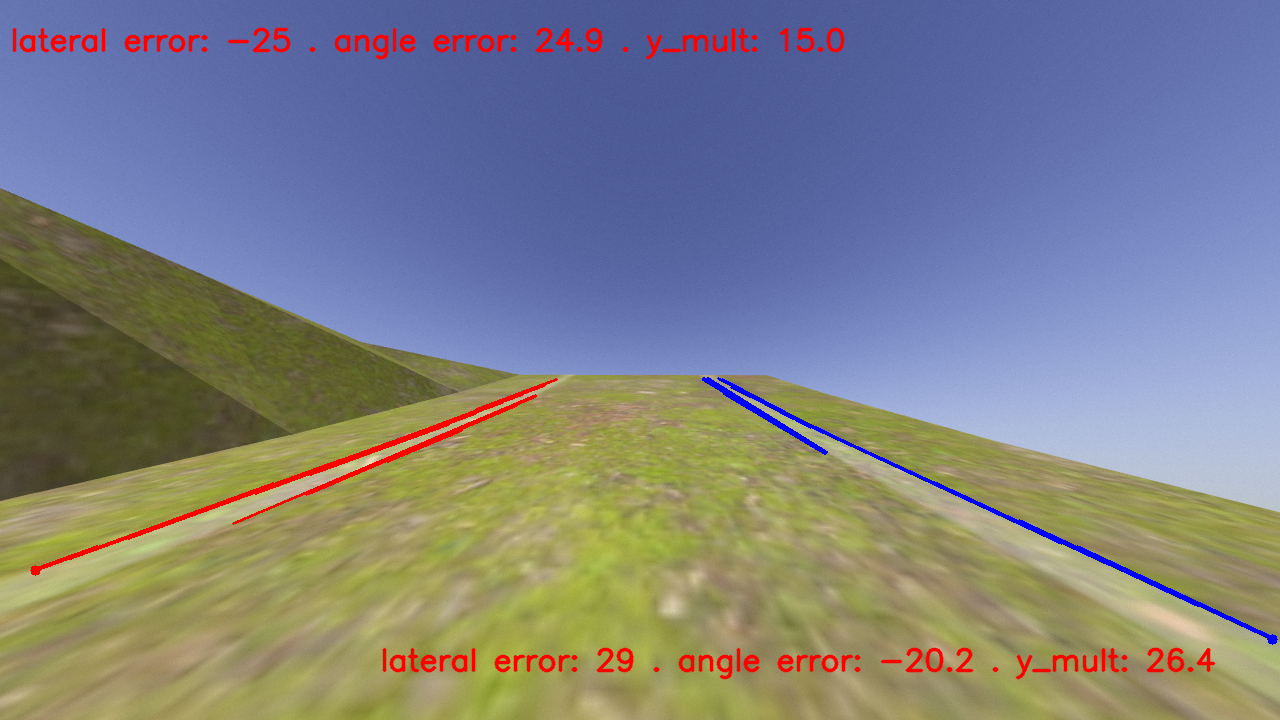 lateral error: −25 . angle error: 24.9 . y_mult: 15.0
lateral error: 29 . angle error: −20.2 . y_mult: 26.4